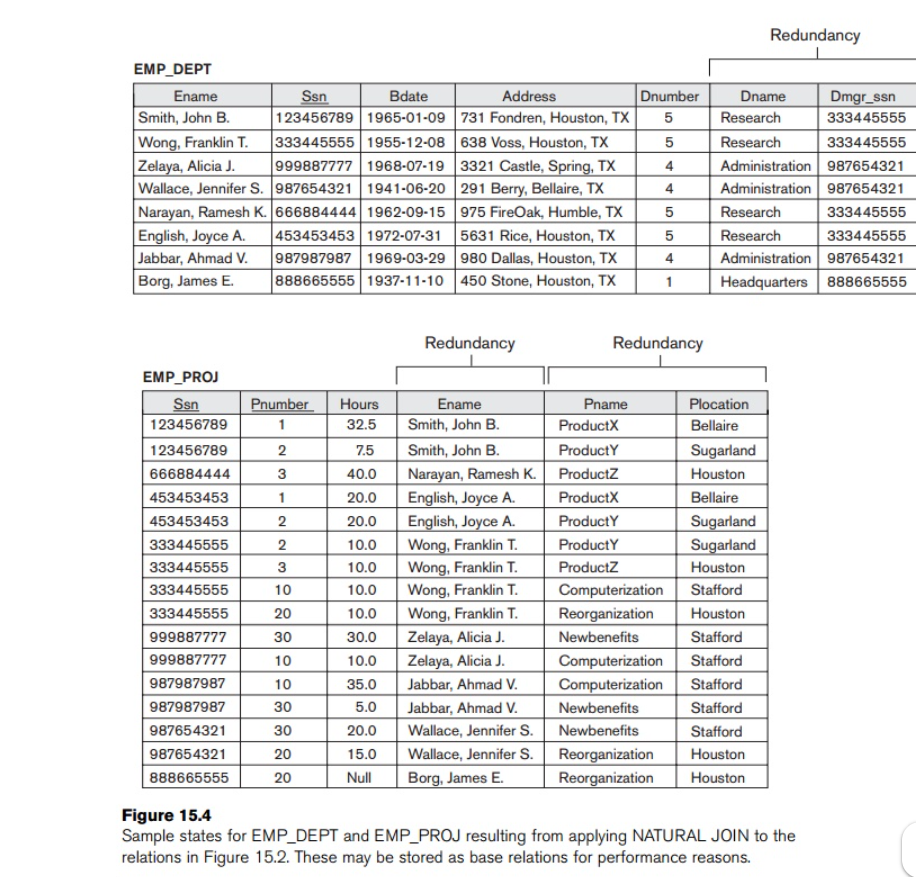 Redundancy
EMP_DEPT
Ename Ssn Bdate Address Dnumber Dname Dmgr_ssn
Smith, John B. 123456789 1965-01-09 731 Fondren, Houston, TX 5 Research 333445555
Wong, Franklin T. 333445555 1955-12-08 638 Voss, Houston, TX 5 Research 333445555
Zelaya, Alicia J. 999887777 1968-07-19 3321 Castle, Spring, TX 4 Administration 987654321
Wallace, Jennifer S. 987654321 1941-06-20 291 Berry, Bellaire, TX 4 Administration 987654321
Narayan, Ramesh K. 666884444 1962-09-15 975 FireOak, Humble, TX 5 Research 333445555
English, Joyce A. 453453453 1972-07-31 5631 Rice, Houston, TX 5 Research 333445555
Jabbar, Ahmad V. 987987987 1969-03-29 980 Dallas, Houston, TX 4 Administration 987654321
Borg, James E. 888665555 1937-11-10 450 Stone, Houston, TX 1 Headquarters 888665555
Redundancy Redundancy
EMP_PROJ
Ssn Pnumber Hours Ename Pname Plocation
123456789 1 32.5 Smith, John B. ProductX Bellaire
123456789 2 7.5 Smith, John B. ProductY Sugarland
666884444 3 40.0 Narayan, Ramesh K. ProductZ Houston
453453453 1 20.0 English, Joyce A. ProductX Bellaire
453453453 2 20.0 English, Joyce A. ProductY Sugarland
333445555 2 10.0 Wong, Franklin T. ProductY Sugarland
333445555 3 10.0 Wong, Franklin T. ProductZ Houston
333445555 10 10.0 Wong, Franklin T. Computerization Stafford
333445555 20 10.0 Wong, Franklin T. Reorganization Houston
999887777 30 30.0 Zelaya, Alicia J. Newbenefits Stafford
999887777 10 10.0 Zelaya, Alicia J. Computerization Stafford
987987987 10 35.0 Jabbar, Ahmad V. Computerization Stafford
987987987 30 5.0 Jabbar, Ahmad V. Newbenefits Stafford
987654321 30 20.0 Wallace, Jennifer S. Newbenefits Stafford
987654321 20 15.0 Wallace, Jennifer S. Reorganization Houston
888665555 20 Null Borg, James E. Reorganization Houston
Figure 15.4
Sample states for EMP_DEPT and EMP_PROJ resulting from applying NATURAL JOIN to the
relations in Figure 15.2. These may be stored as base relations for performance reasons.